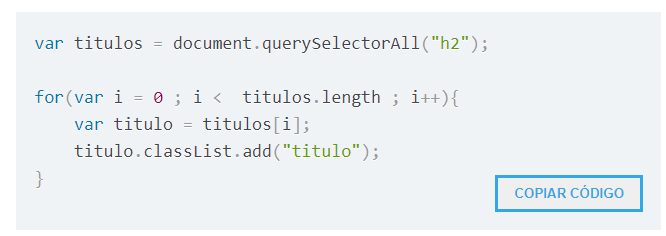 var titulos = document.querySelectorAll("h2");
for(var i = 0 ; i <  titulos.length ; i++){
    var titulo = titulos[i];
    titulo.classList.add("titulo");
}
COPIAR CÓDIGO